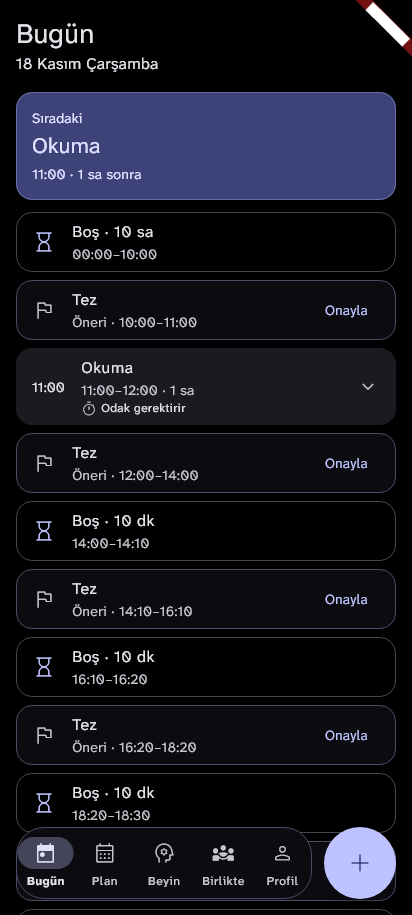 Bugün
18 Kasım Çarşamba
Sıradaki
Okuma
11:00 · 1 sa sonra
Boş · 10 sa
00:00–10:00
Tez
Öneri · 10:00–11:00
Onayla
11:00
Okuma
11:00–12:00 · 1 sa
Odak gerektirir
Tez
Öneri · 12:00–14:00
Onayla
Boş · 10 dk
14:00–14:10
Tez
Öneri · 14:10–16:10
Onayla
Boş · 10 dk
16:10–16:20
Tez
Öneri · 16:20–18:20
Onayla
Boş · 10 dk
18:20–18:30
Bugün
Plan
Beyin
Birlikte
Profil